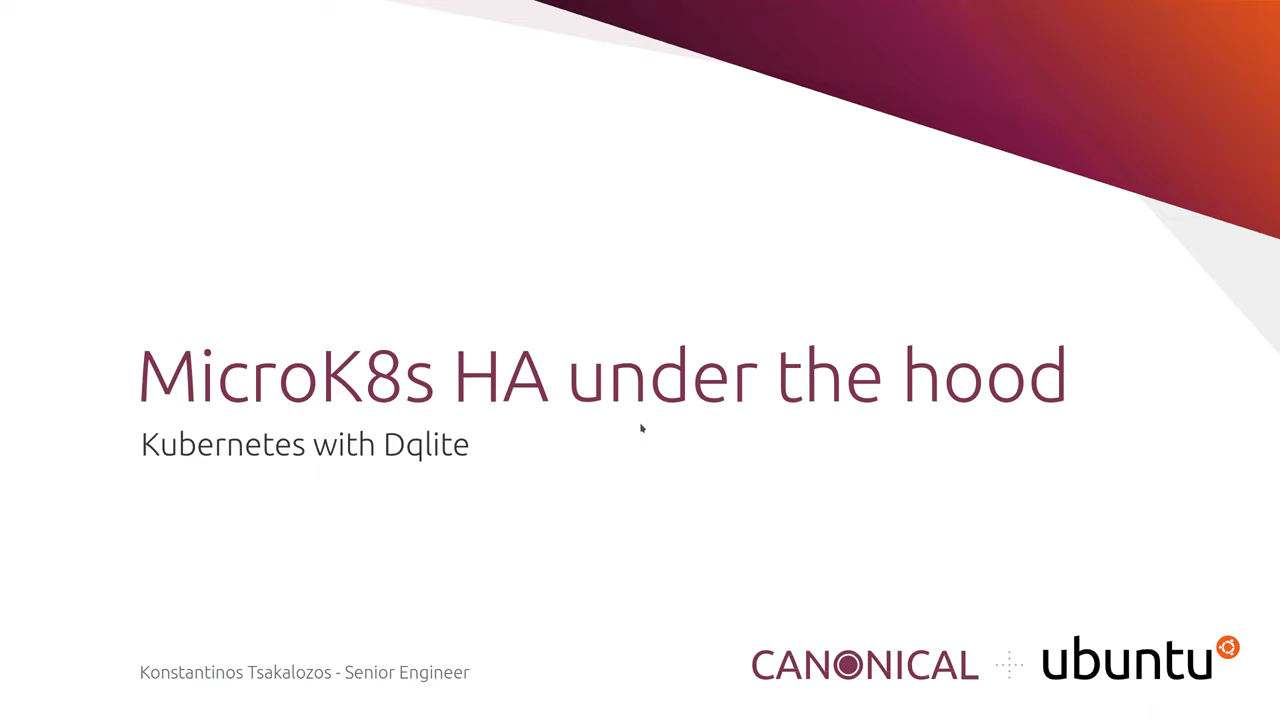 MicroK8s HA under the hood
Kubernetes with Dqlite
Konstantinos Tsakalozos - Senior Engineer
CANONICAL
ubuntu